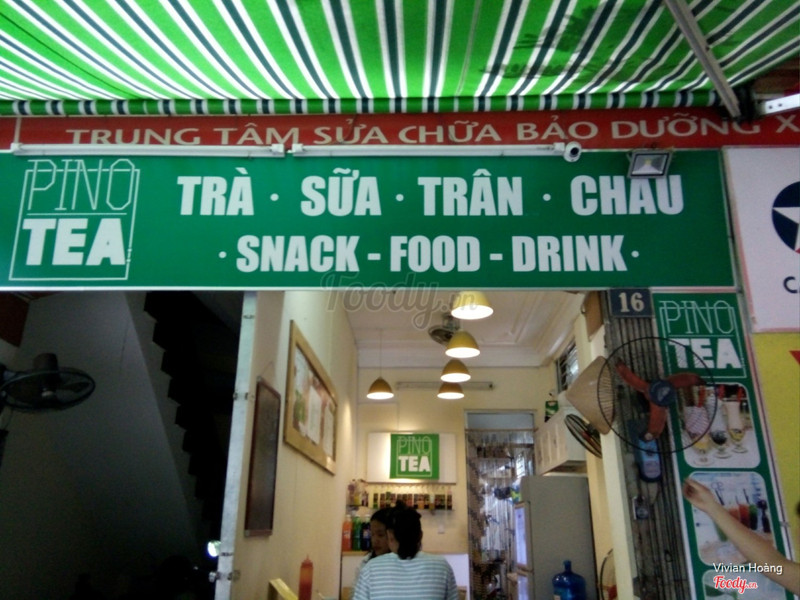 TRUNG TÂM SỬA CHỮA BẢO DƯỠNG X
PINO
TEA
TRÀ · SỮA · TRÂN · CHÂU
· SNACK - FOOD - DRINK ·
Foody.vn
16
PINO
TEA
PINO
TEA
Vivian Hoàng
Foody.vn